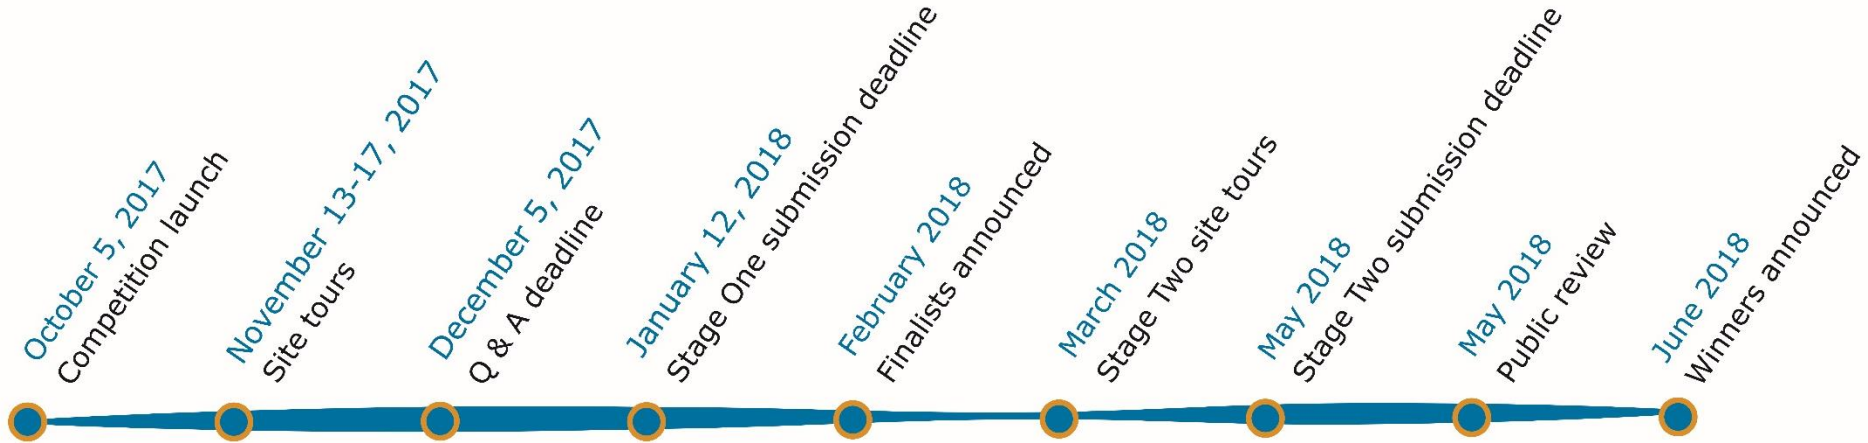 October 5, 2017
Competition launch
November 13-17, 2017
Site tours
December 5, 2017
Q & A deadline
January 12, 2018
Stage One submission deadline
February 2018
Finalists announced
March 2018
Stage Two site tours
May 2018
Stage Two submission deadline
May 2018
Public review
June 2018
Winners announced